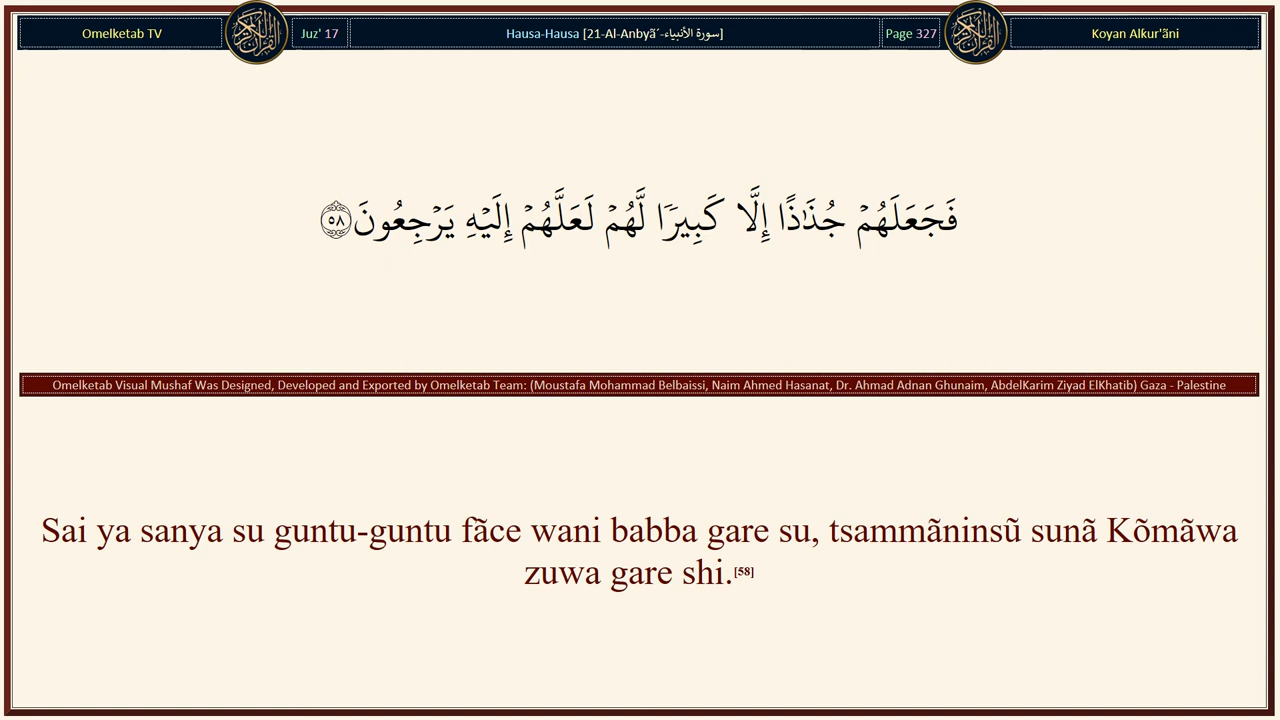 Omelketab TV
Juz' 17
Hausa-Hausa [21-Al-Anbyã´-سورة الأنبياء]
Page 327
Koyan Alkur'ãni
فَجَعَلَهُمۡ جُذَٰذًا إِلَّا كَبِيرٗا لَّهُمۡ لَعَلَّهُمۡ إِلَيۡهِ يَرۡجِعُونَ ٥٨
Omelketab Visual Mushaf Was Designed, Developed and Exported by Omelketab Team: (Moustafa Mohammad Belbaissi, Naim Ahmed Hasanat, Dr. Ahmad Adnan Ghunaim, AbdelKarim Ziyad ElKhatib) Gaza - Palestine
Sai ya sanya su guntu-guntu fãce wani babba gare su, tsammãninsũ sunã Kõmãwa
zuwa gare shi.[58]